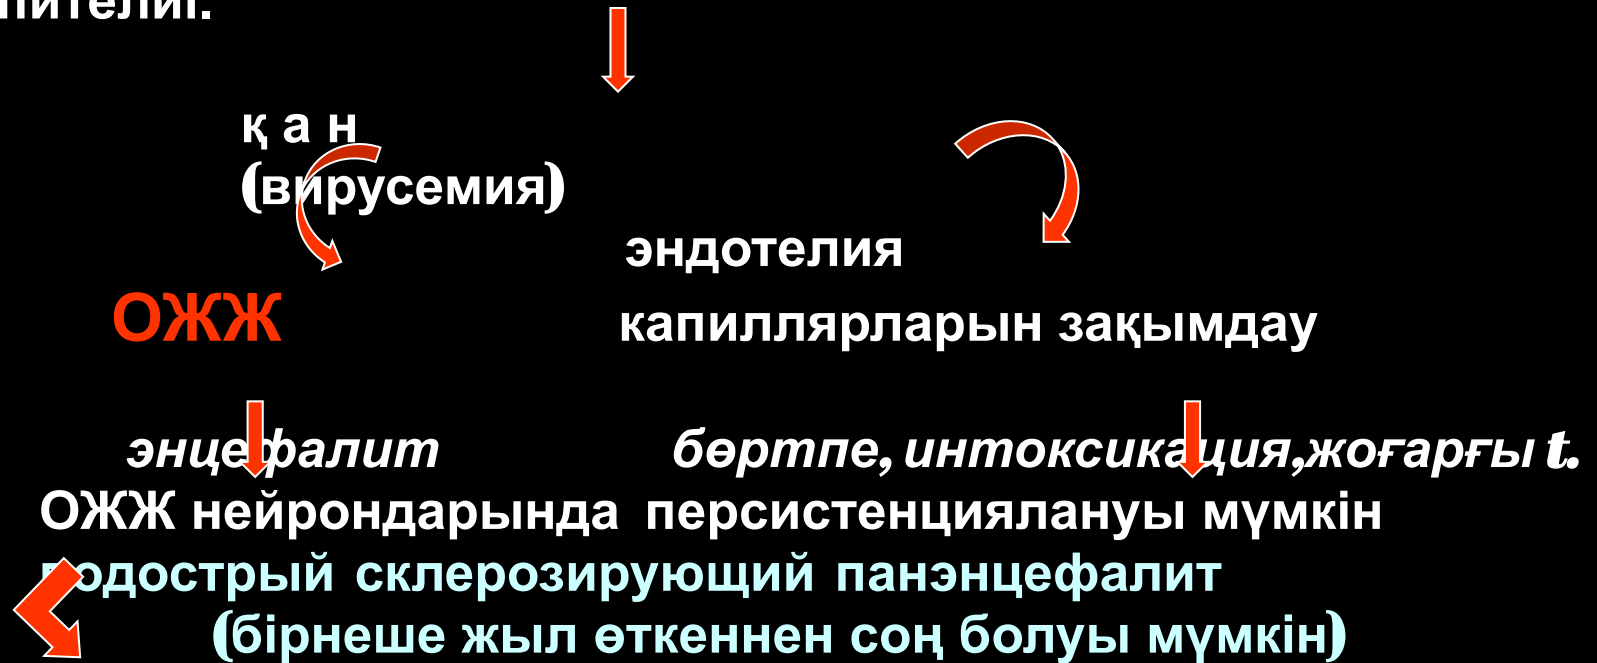 қ а н
(вирусемия)
эндотелия
ОЖЖ капиллярларын зақымдау
энцефалит бөртпе, интоксикация,жоғарғы t.
ОЖЖ нейрондарында персистенциялануы мүмкін
подострый склерозирующий панэнцефалит
(бірнеше жыл өткеннен соң болуы мүмкін)